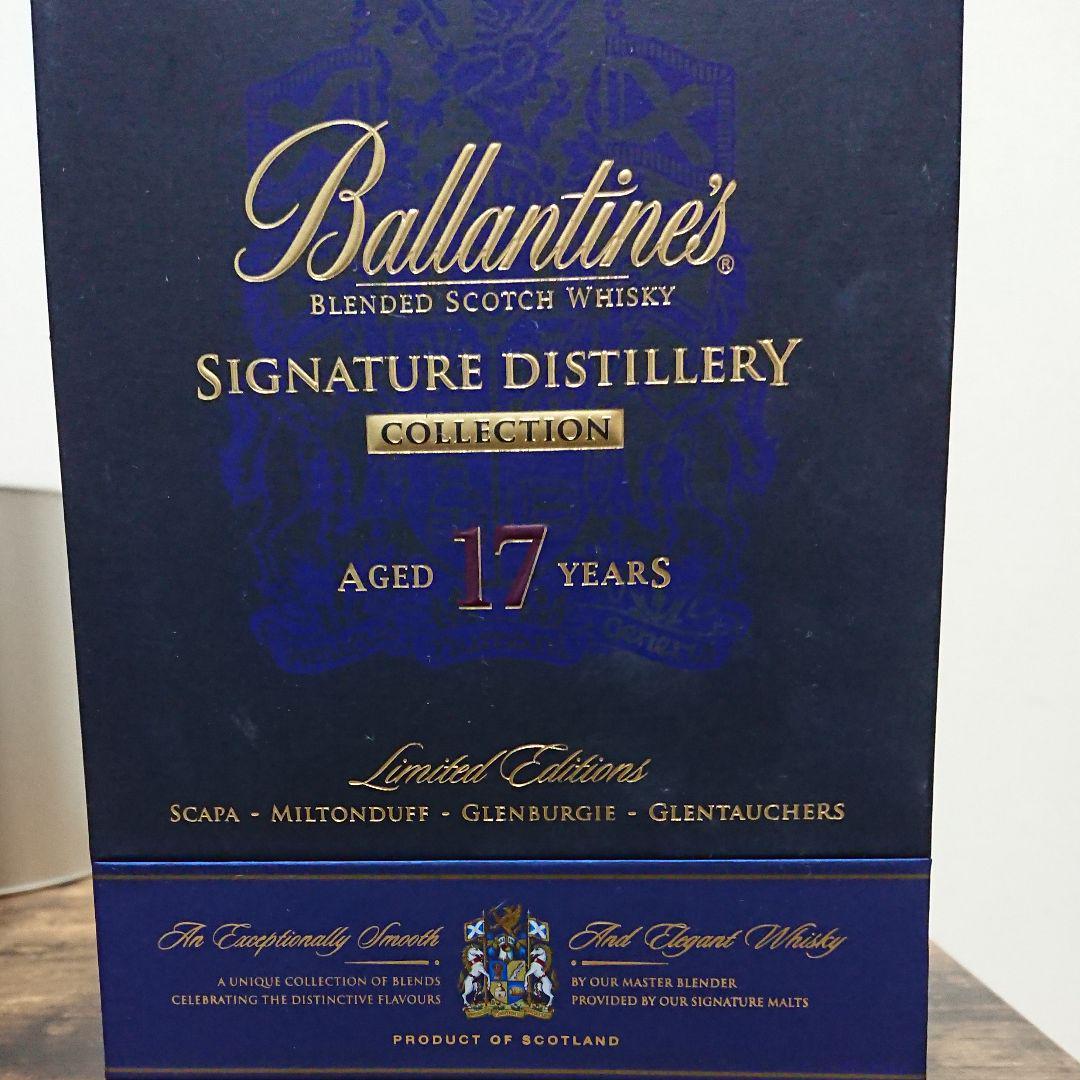 Ballantine's®
BLENDED SCOTCH WHISKY
SIGNATURE DISTILLERY
COLLECTION
AGED 17 YEARS
Limited Editions
SCAPA - MILTONDUFF - GLENBURGIE - GLENTAUCHERS
An Exceptionally Smooth And Elegant Whisky
A UNIQUE COLLECTION OF BLENDS
CELEBRATING THE DISTINCTIVE FLAVOURS
BY OUR MASTER BLENDER
PROVIDED BY OUR SIGNATURE MALTS
PRODUCT OF SCOTLAND